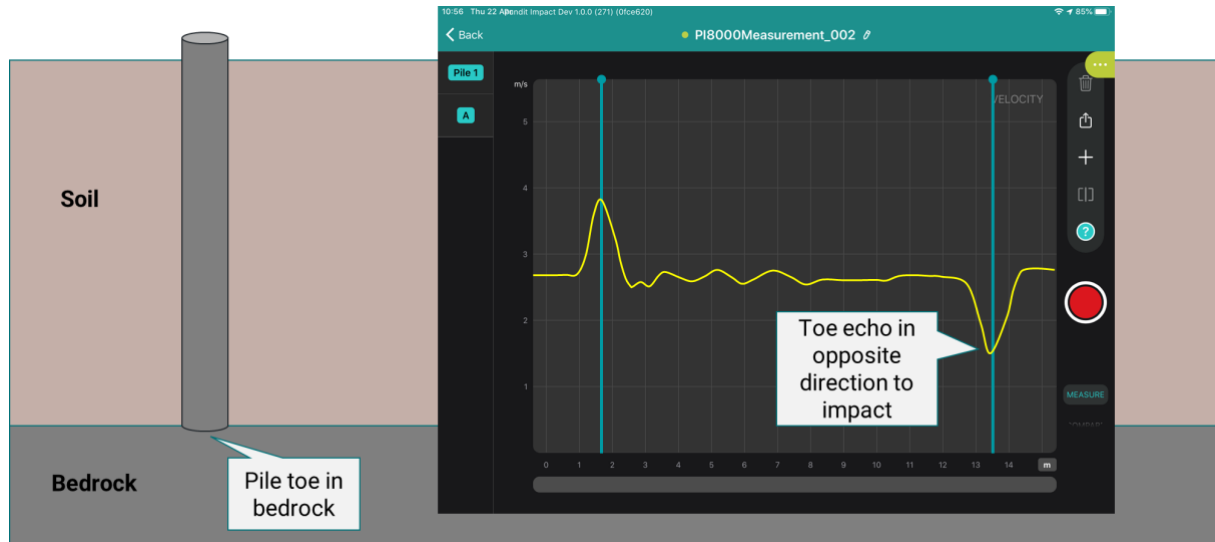 10:56 Thu 22 Apr
Pundit Impact Dev 1.0.0 (271) (0fce620)
85%
Back
PI8000Measurement_002
Pile 1
A
m/s
VELOCITY
5
4
3
2
1
0 1 2 3 4 5 6 7 8 9 10 11 12 13 14 m
?
MEASURE
Toe echo in
opposite
direction to
impact
Soil
Bedrock
Pile toe in
bedrock